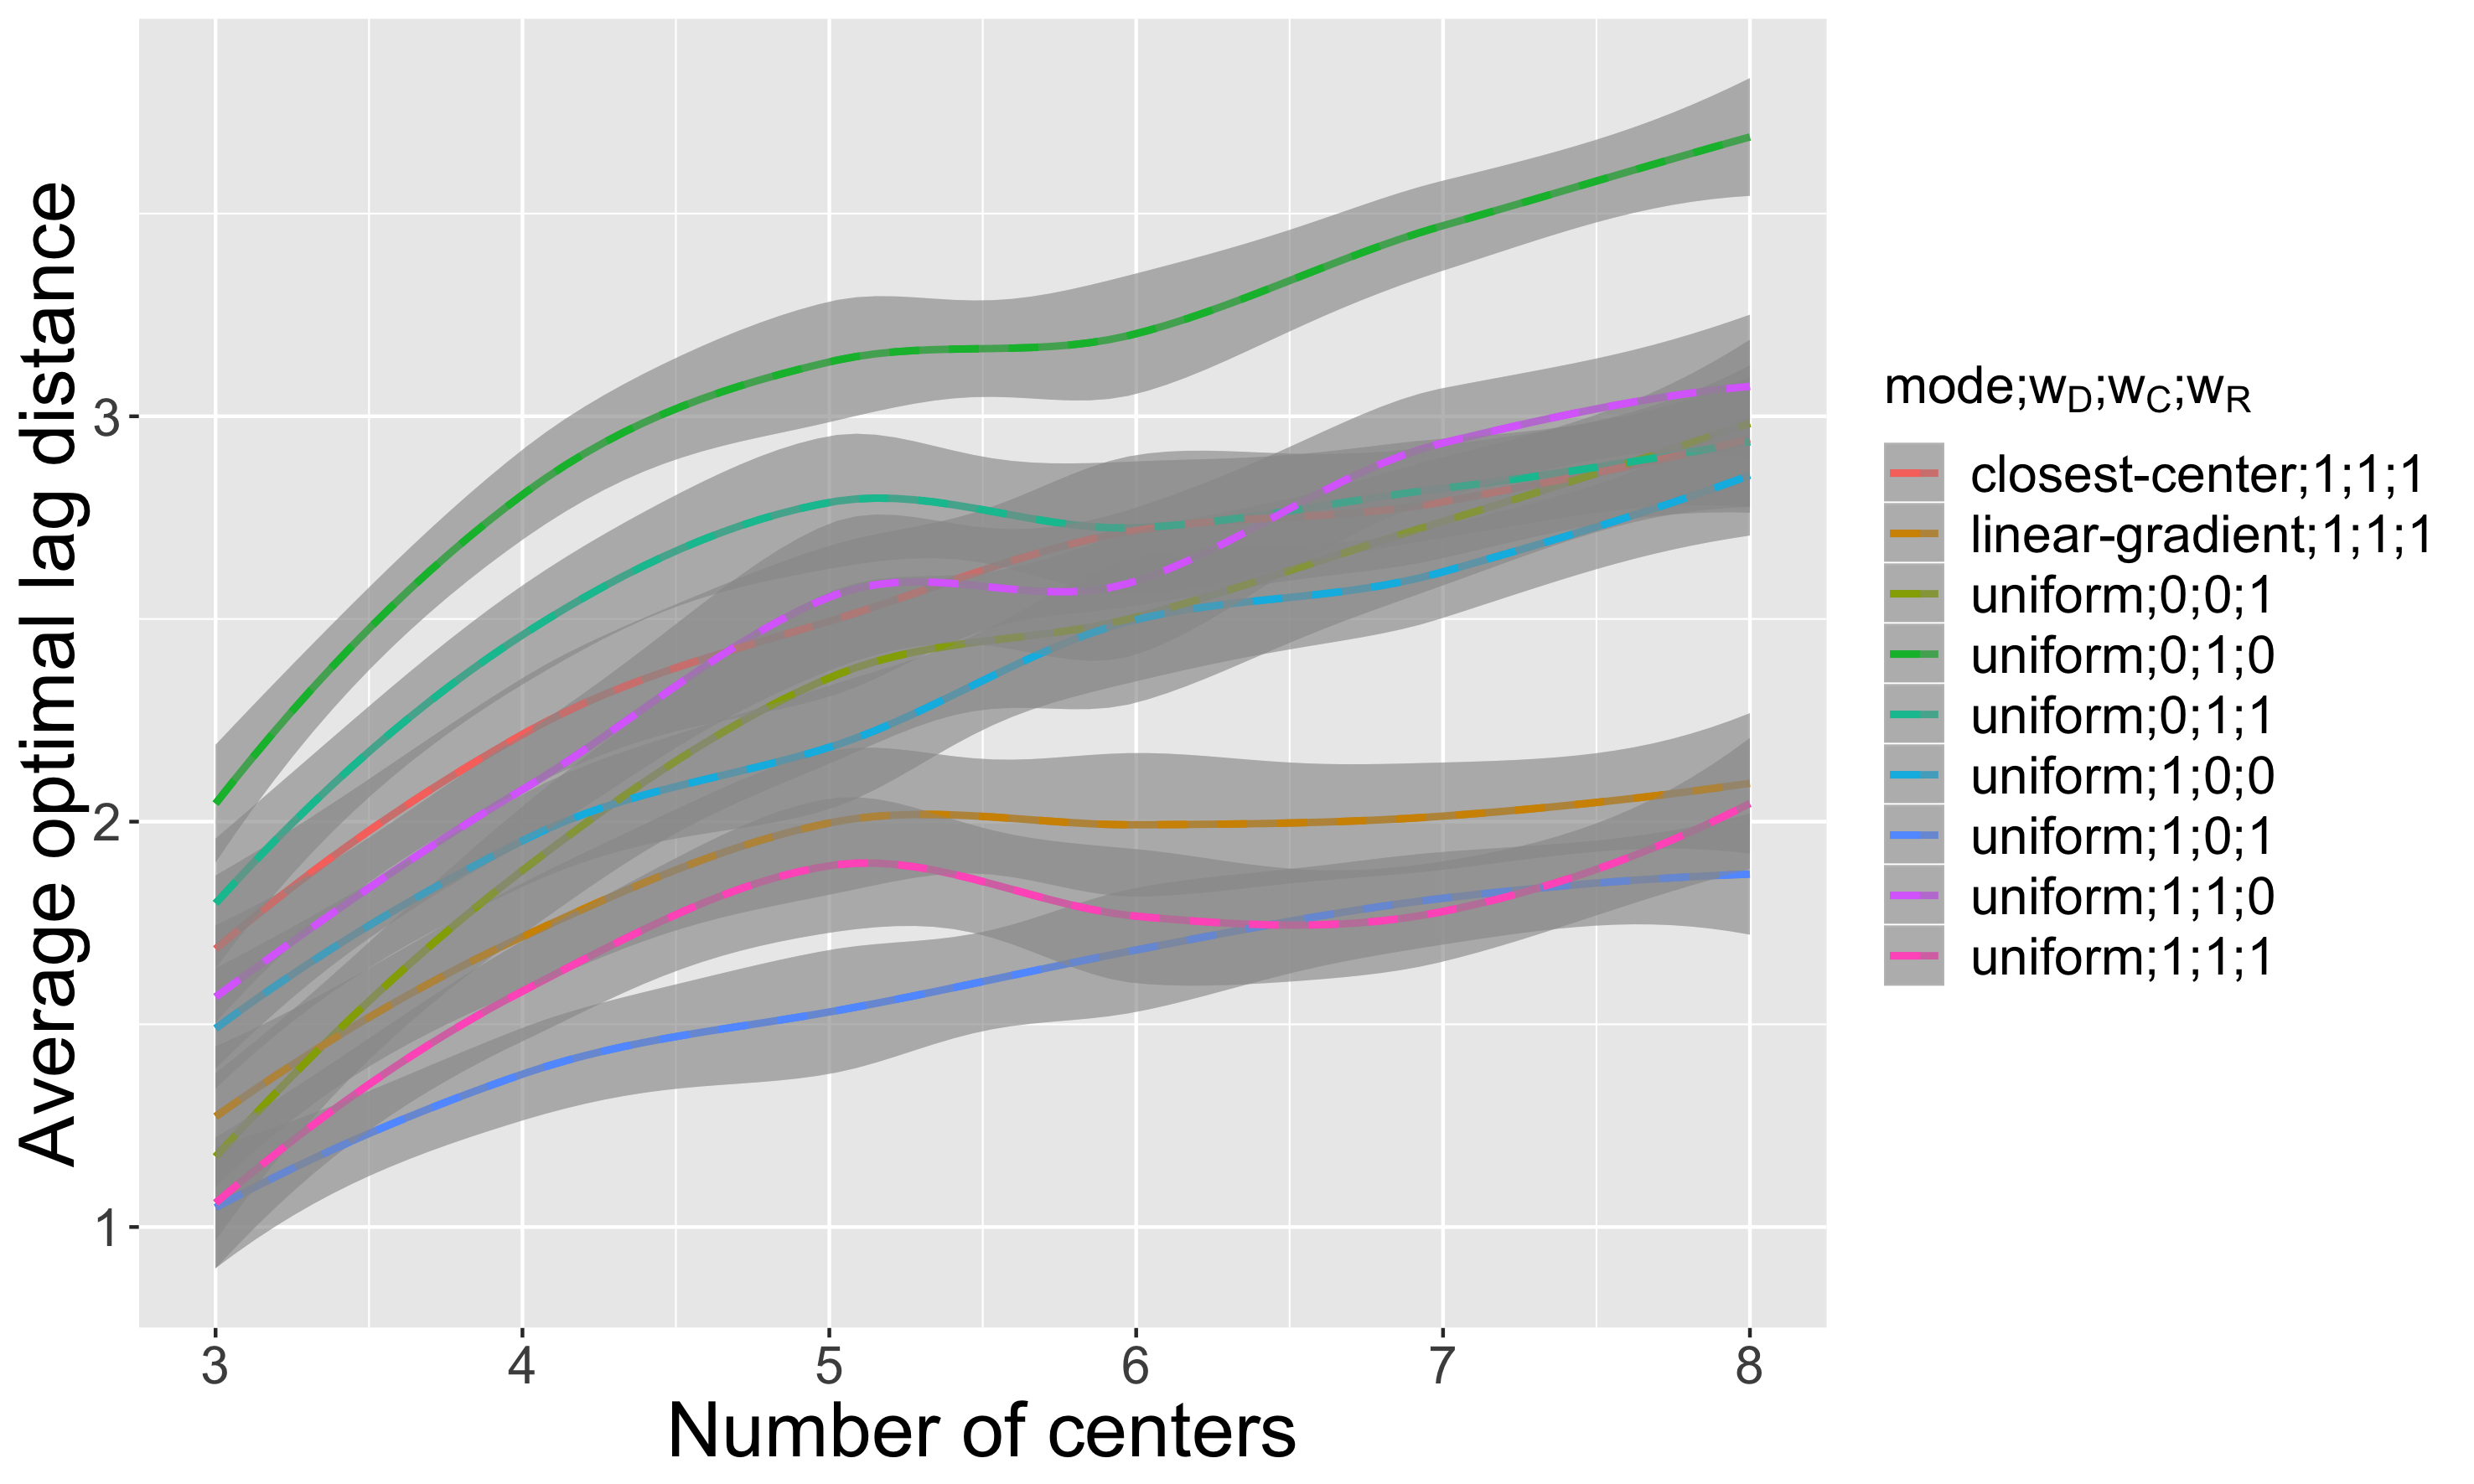 Average optimal lag distance
3
2
1
3 4 5 6 7 8
Number of centers
mode;wD;wC;wR
closest-center;1;1;1
linear-gradient;1;1;1
uniform;0;0;1
uniform;0;1;0
uniform;0;1;1
uniform;1;0;0
uniform;1;0;1
uniform;1;1;0
uniform;1;1;1